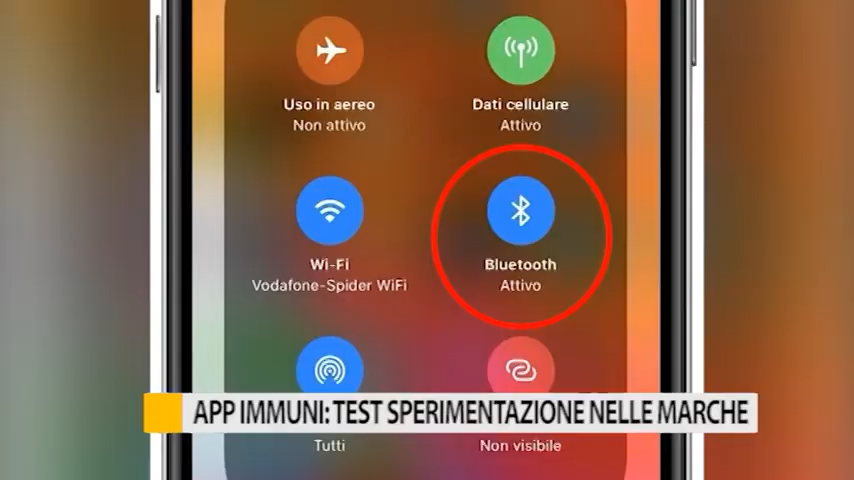 Uso in aereo
Non attivo
Dati cellulare
Attivo
Wi-Fi
Vodafone-Spider WiFi
Bluetooth
Attivo
APP IMMUNI: TEST SPERIMENTAZIONE NELLE MARCHE
Tutti
Non visibile